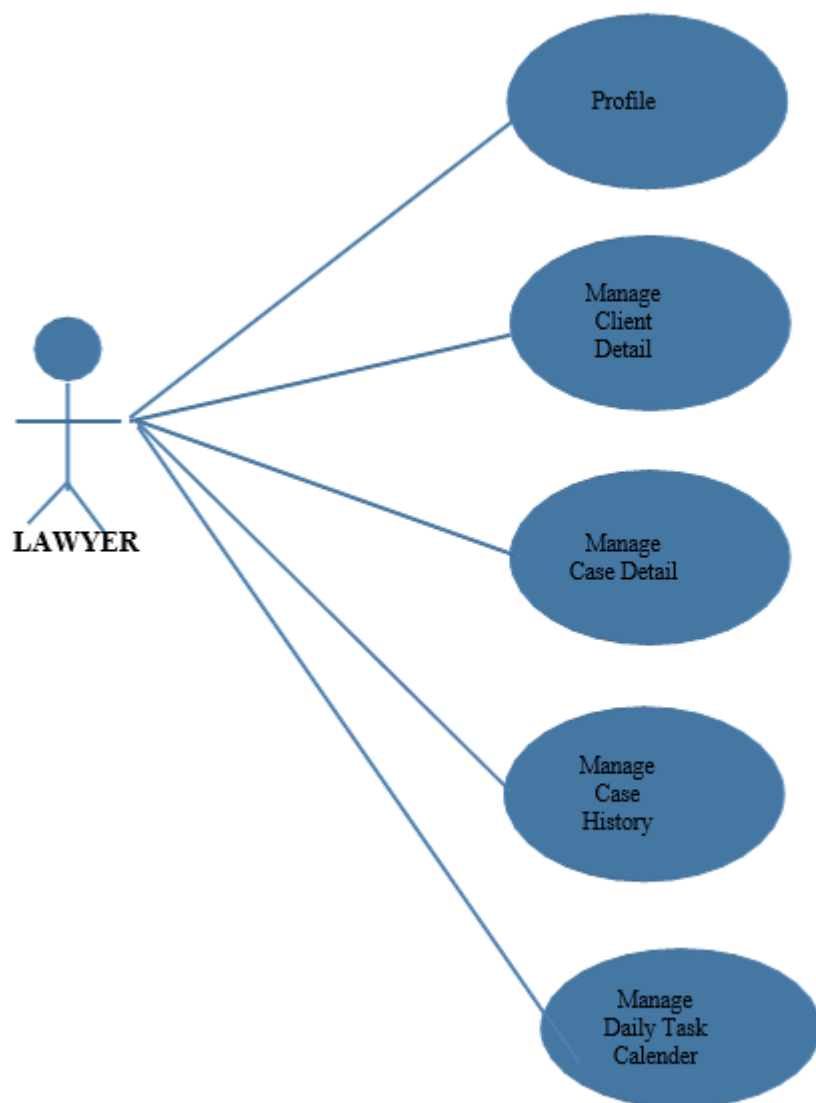 Profile
Manage
Client
Detail
LAWYER
Manage
Case Detail
Manage
Case
History
Manage
Daily Task
Calender